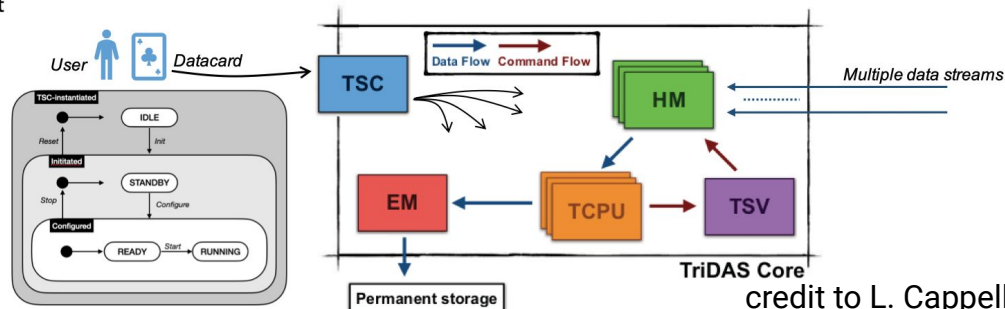 User
Datacard
TSC-instantiated
IDLE
Reset
Init
Inititated
STANDBY
Stop
Configure
Configured
READY
Start
RUNNING
TSC
Data Flow Command Flow
HM
Multiple data streams
EM
TCPU
TSV
TriDAS Core
Permanent storage
credit to L. Cappell